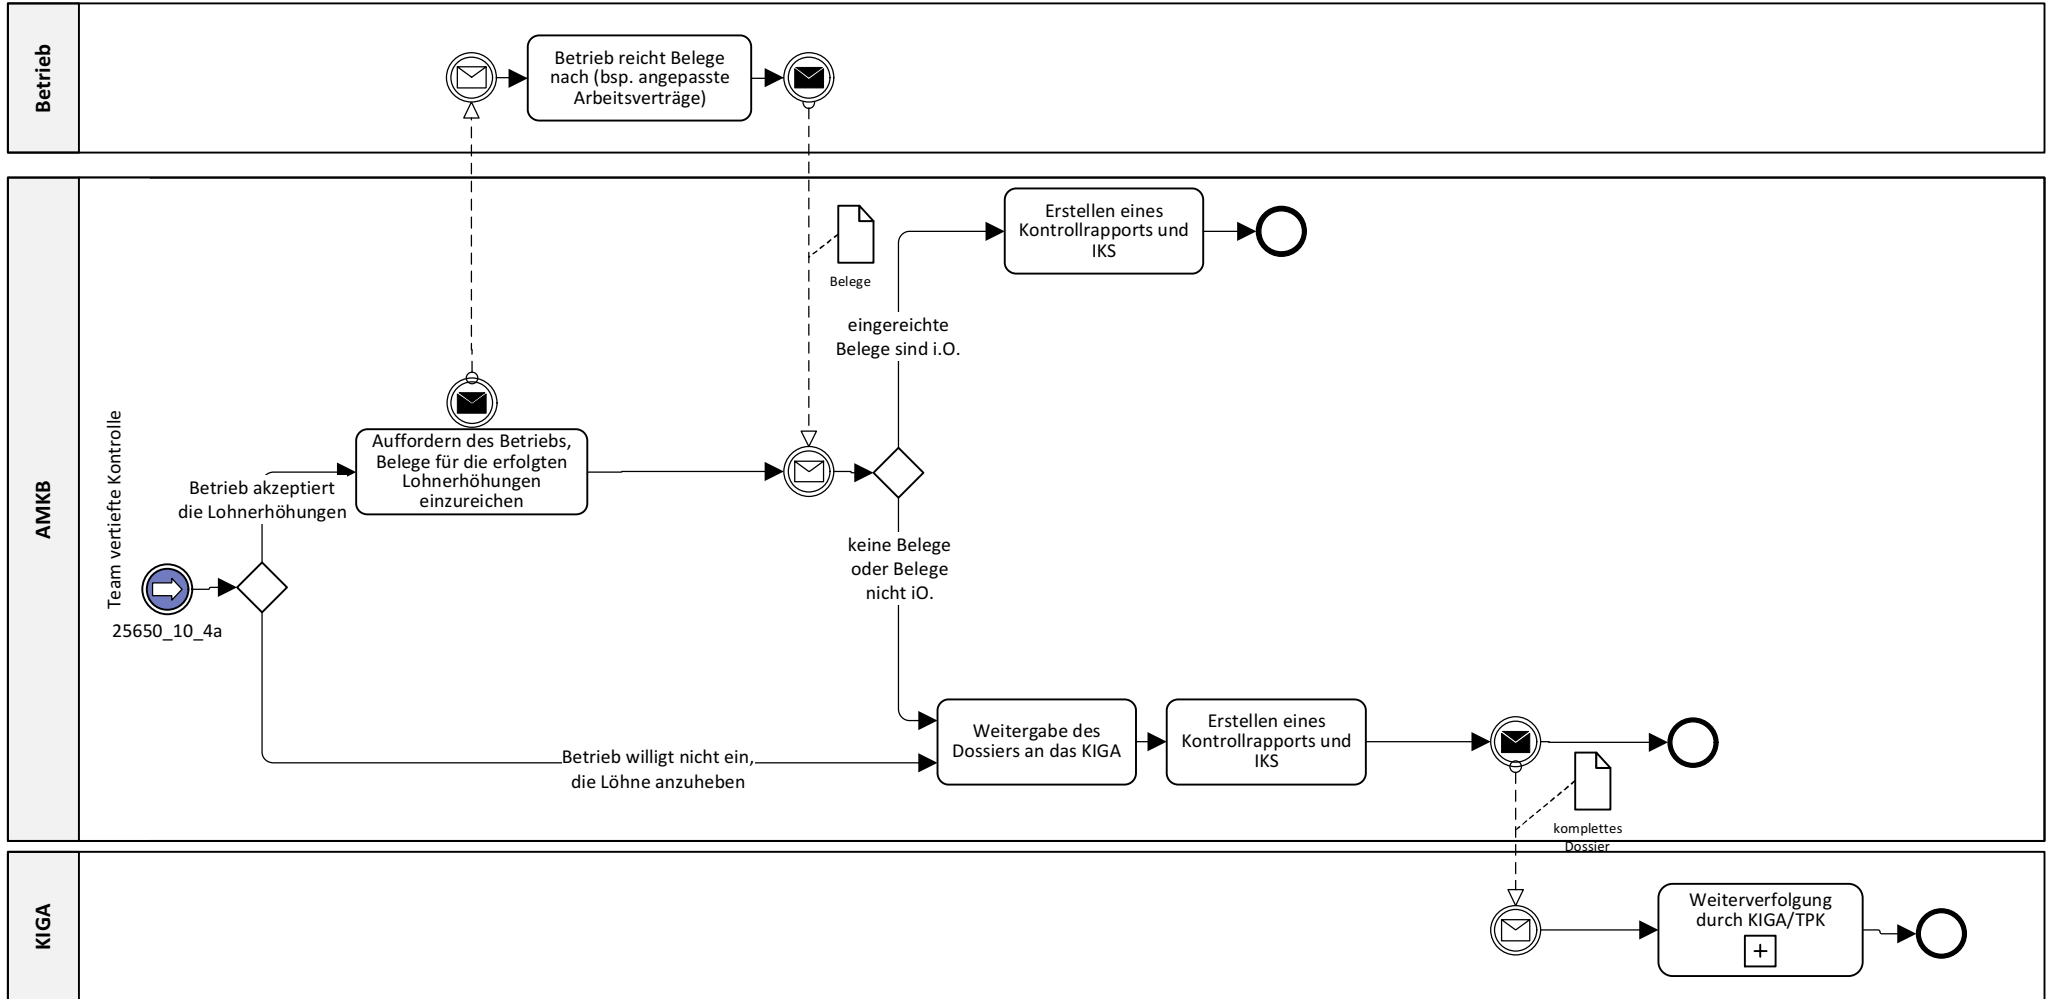 Betrieb
Betrieb reicht Belege
nach (bsp. angepasste
Arbeitsverträge)
AMKB
Team vertiefte Kontrolle
25650_10_4a
Betrieb akzeptiert
die Lohnerhöhungen
Auffordern des Betriebs,
Belege für die erfolgten
Lohnerhöhungen
einzureichen
Belege
eingereichte
Belege sind i.O.
Erstellen eines
Kontrollrapports und
IKS
keine Belege
oder Belege
nicht iO.
Betrieb willigt nicht ein,
die Löhne anzuheben
Weitergabe des
Dossiers an das KIGA
Erstellen eines
Kontrollrapports und
IKS
komplettes
Dossier
KIGA
Weiterverfolgung
durch KIGA/TPK